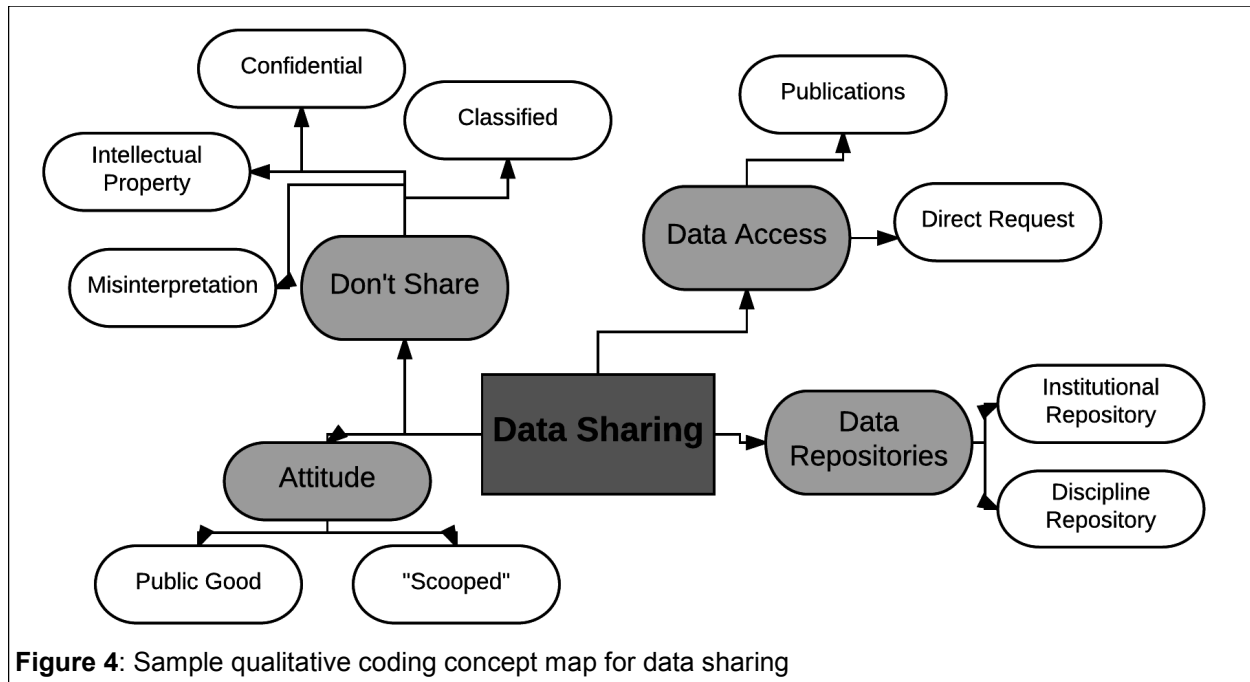 Confidential
Classified
Intellectual
Property
Misinterpretation
Don't Share
Publications
Data Access
Direct Request
Data Sharing
Data
Repositories
Institutional
Repository
Discipline
Repository
Attitude
Public Good
"Scooped"
Figure 4: Sample qualitative coding concept map for data sharing